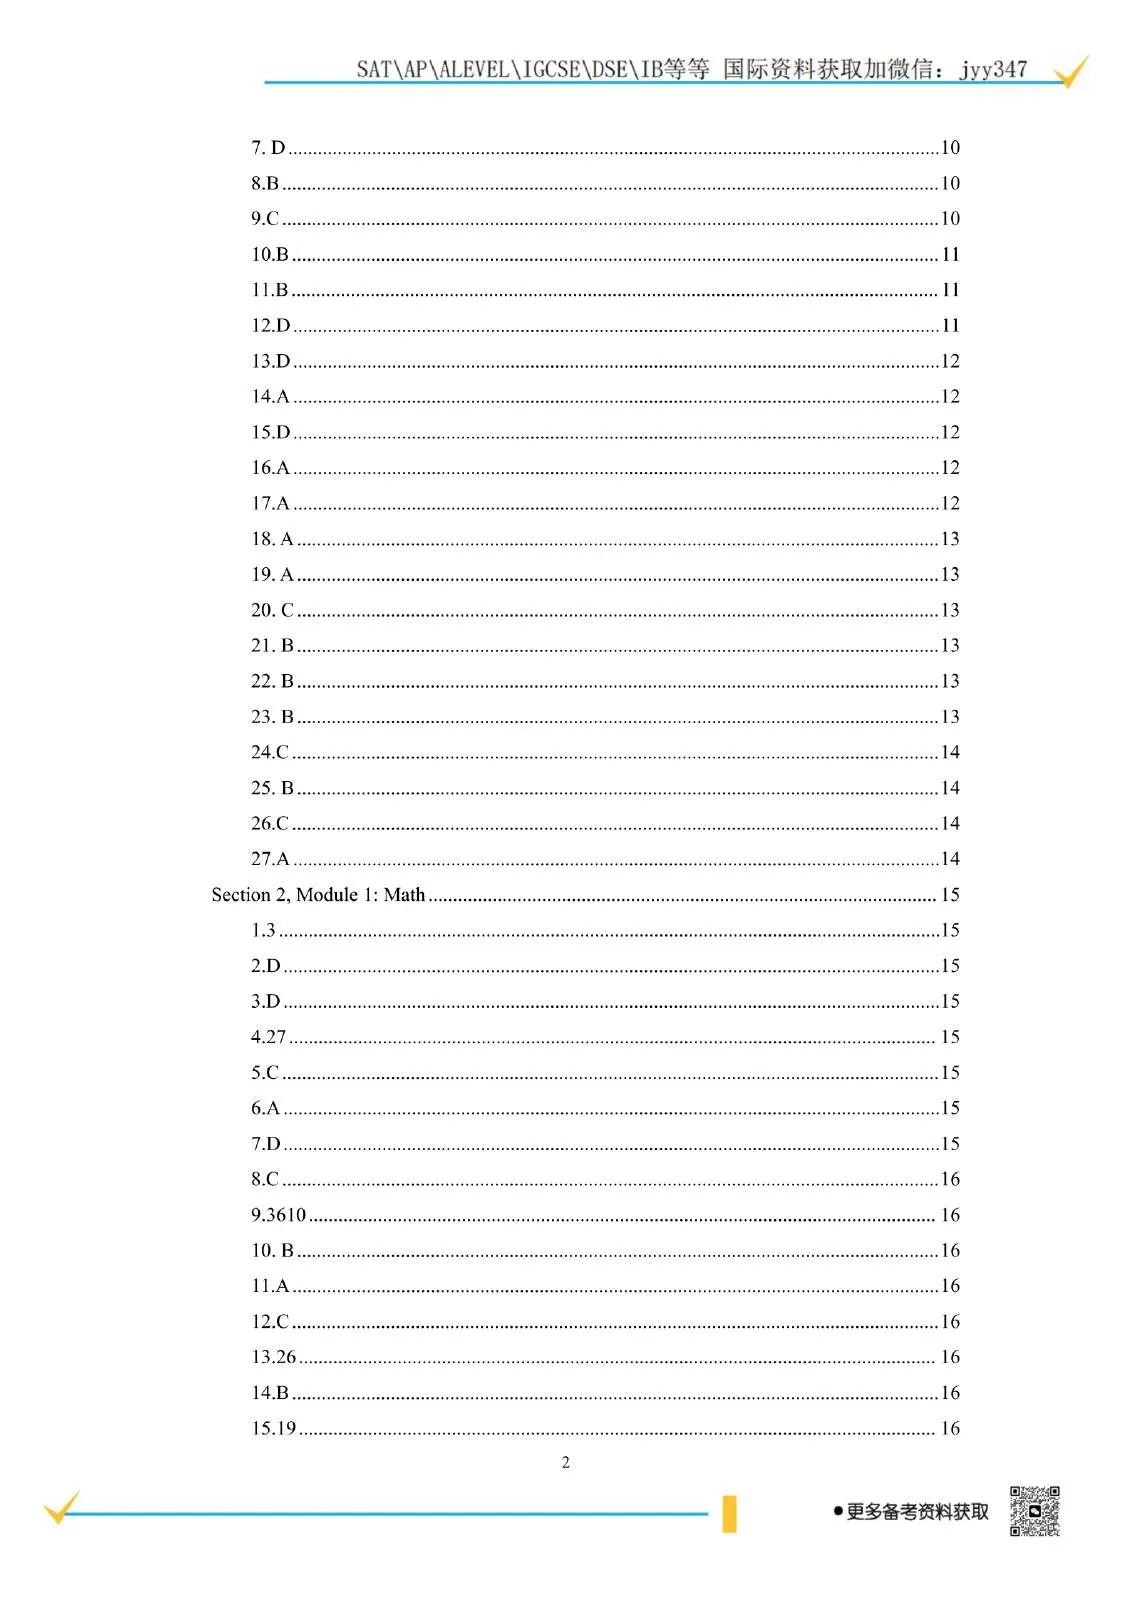 SAT\AP\ALEVEL\IGCSE\DSE\IB等等 国际资料获取加微信：jyy347
7. D 10
8.B 10
9.C 10
10.B 11
11.B 11
12.D 11
13.D 12
14.A 12
15.D 12
16.A 12
17.A 12
18. A 13
19. A 13
20. C 13
21. B 13
22. B 13
23. B 13
24.C 14
25. B 14
26.C 14
27.A 14
Section 2, Module 1: Math 15
1.3 15
2.D 15
3.D 15
4.27 15
5.C 15
6.A 15
7.D 15
8.C 16
9.3610 16
10. B 16
11.A 16
12.C 16
13.26 16
14.B 16
15.19 16
2
●更多备考资料获取